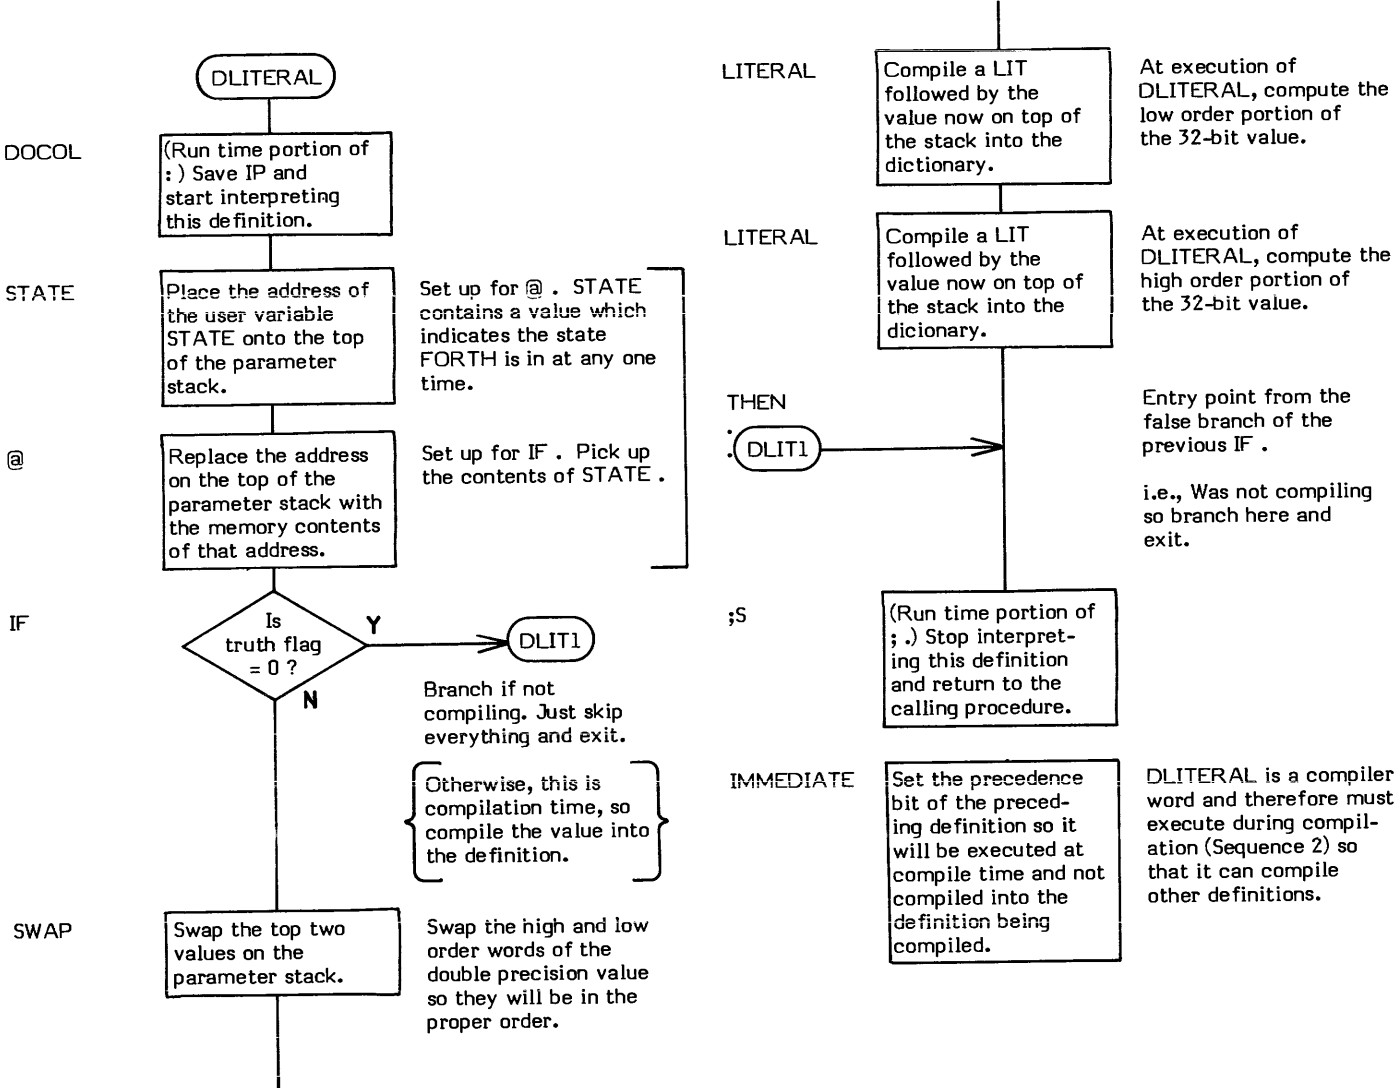 DLITERAL
DOCOL
(Run time portion of
: ) Save IP and
start interpreting
this definition.
STATE
Place the address of
the user variable
STATE onto the top
of the parameter
stack.
Set up for @ . STATE
contains a value which
indicates the state
FORTH is in at any one
time.
@
Replace the address
on the top of the
parameter stack with
the memory contents
of that address.
Set up for IF . Pick up
the contents of STATE .
IF
Is
truth flag
= 0 ?
Y
DLIT1
N
Branch if not
compiling. Just skip
everything and exit.
Otherwise, this is
compilation time, so
compile the value into
the definition.
SWAP
Swap the top two
values on the
parameter stack.
Swap the high and low
order words of the
double precision value
so they will be in the
proper order.
LITERAL
Compile a LIT
followed by the
value now on top of
the stack into the
dictionary.
At execution of
DLITERAL, compute the
low order portion of
the 32-bit value.
LITERAL
Compile a LIT
followed by the
value now on top of
the stack into the
dicionary.
At execution of
DLITERAL, compute the
high order portion of
the 32-bit value.
THEN
: DLIT1
Entry point from the
false branch of the
previous IF .
i.e., Was not compiling
so branch here and
exit.
;S
(Run time portion of
; .) Stop interpret-
ing this definition
and return to the
calling procedure.
IMMEDIATE
Set the precedence
bit of the preced-
ing definition so it
will be executed at
compile time and not
compiled into the
definition being
compiled.
DLITERAL is a compiler
word and therefore must
execute during compil-
ation (Sequence 2) so
that it can compile
other definitions.